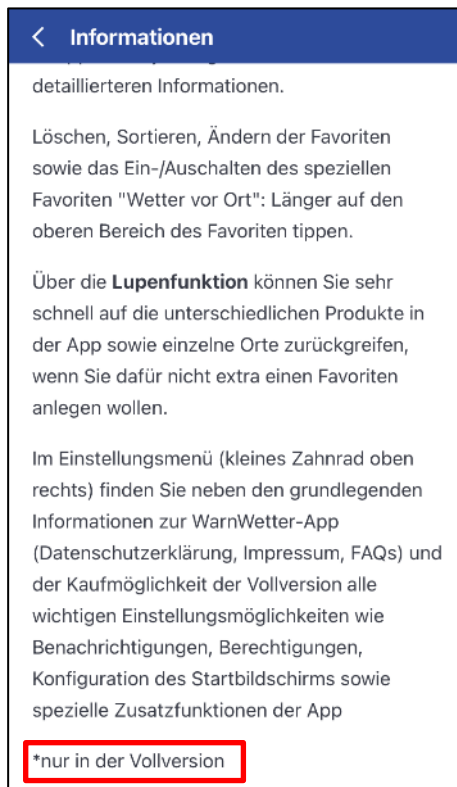 Informationen
detaillierteren Informationen.
Löschen, Sortieren, Ändern der Favoriten
sowie das Ein-/Auschalten des speziellen
Favoriten "Wetter vor Ort": Länger auf den
oberen Bereich des Favoriten tippen.
Über die Lupenfunktion können Sie sehr
schnell auf die unterschiedlichen Produkte in
der App sowie einzelne Orte zurückgreifen,
wenn Sie dafür nicht extra einen Favoriten
anlegen wollen.
Im Einstellungsmenü (kleines Zahnrad oben
rechts) finden Sie neben den grundlegenden
Informationen zur WarnWetter-App
(Datenschutzerklärung, Impressum, FAQs) und
der Kaufmöglichkeit der Vollversion alle
wichtigen Einstellungsmöglichkeiten wie
Benachrichtigungen, Berechtigungen,
Konfiguration des Startbildschirms sowie
spezielle Zusatzfunktionen der App
*nur in der Vollversion